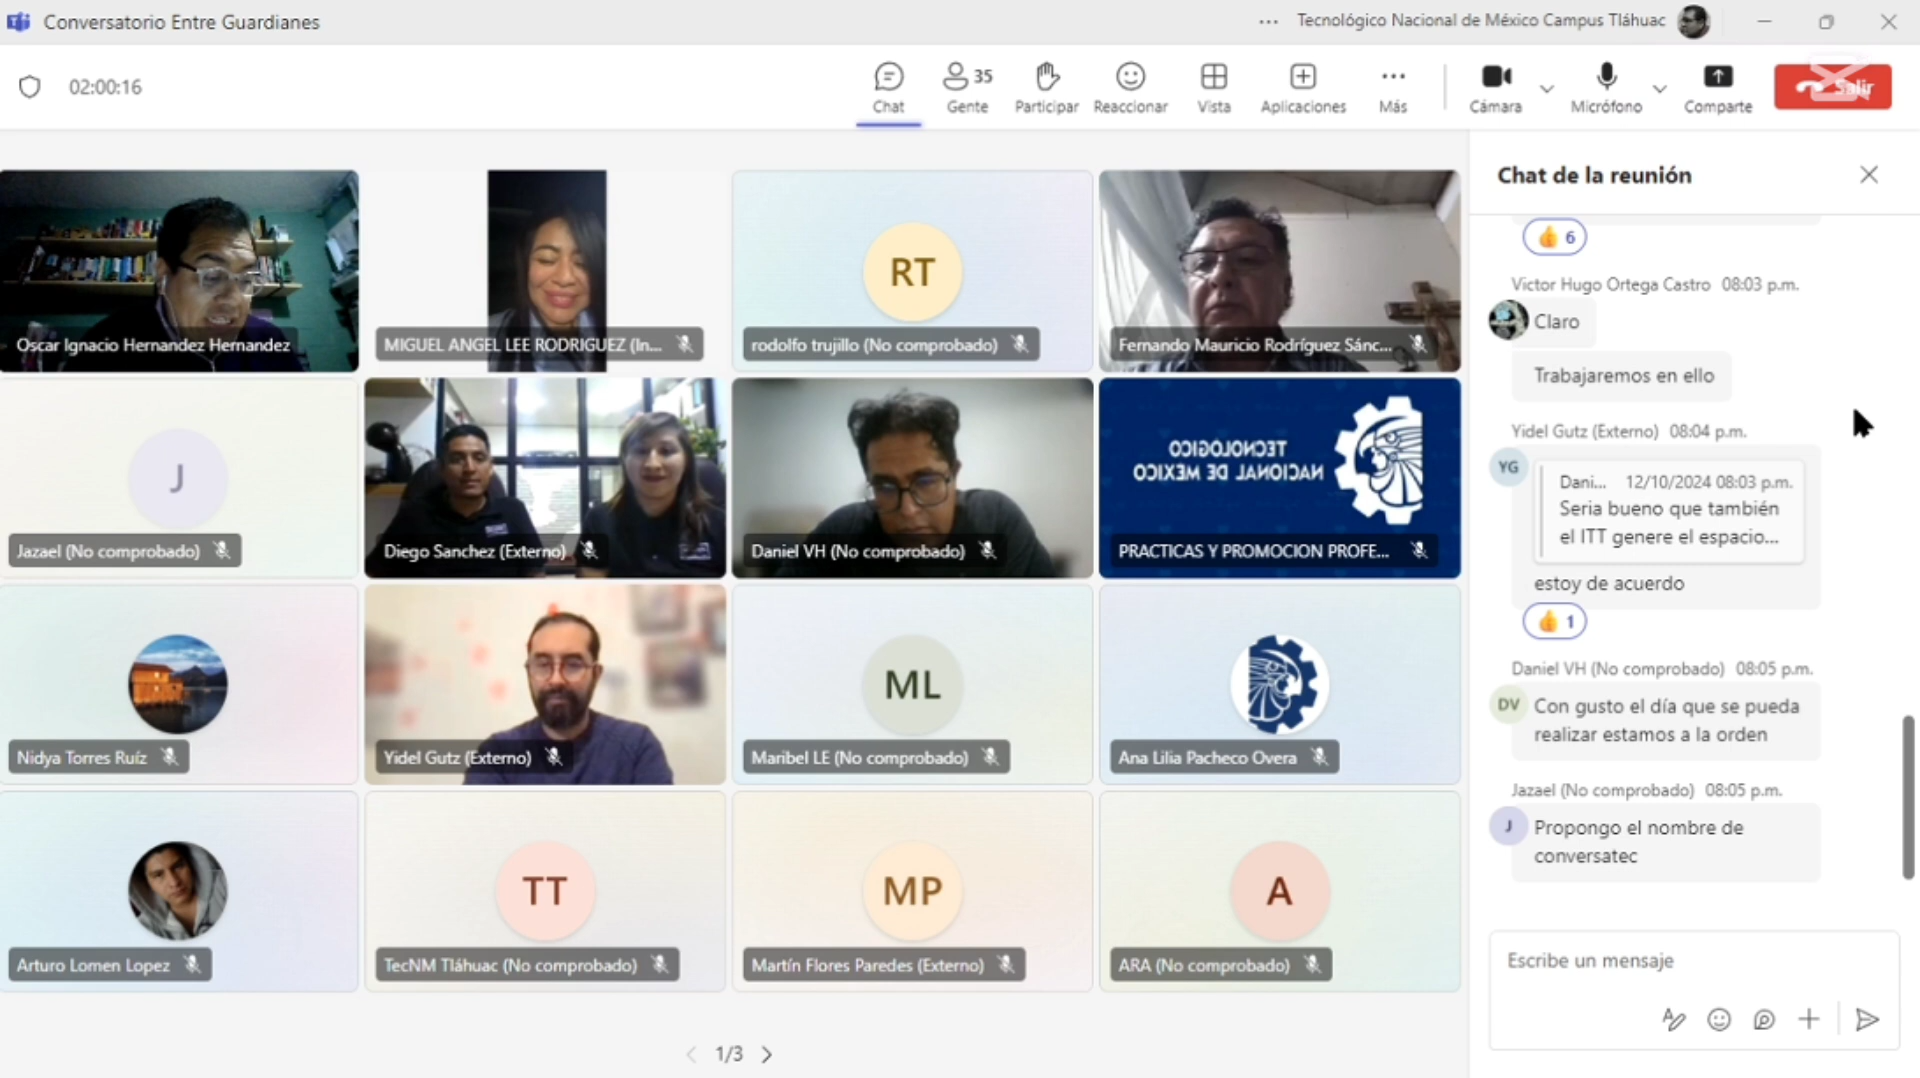 Conversatorio Entre Guardianes
Tecnológico Nacional de México Campus Tláhuac
02:00:16
Chat
35
Gente
Participar
Reaccionar
Vista
Aplicaciones
Más
Cámara
Micrófono
Comparte
Salir
Oscar Ignacio Hernandez Hernandez
MIGUEL ANGEL LEE RODRIGUEZ (In...
RT
rodolfo trujillo (No comprobado)
Fernando Mauricio Rodríguez Sánc...
J
Jazael (No comprobado)
Diego Sanchez (Externo)
Daniel VH (No comprobado)
TECNOLÓGICO
NACIONAL DE MÉXICO
PRACTICAS Y PROMOCION PROFE...
Nidya Torres Ruíz
Yidel Gutz (Externo)
ML
Maribel LE (No comprobado)
Ana Lilia Pacheco Overa
Arturo Lomen Lopez
TT
TecNM Tláhuac (No comprobado)
MP
Martín Flores Paredes (Externo)
A
ARA (No comprobado)
1/3
Chat de la reunión
6
Victor Hugo Ortega Castro 08:03 p.m.
Claro
Trabajaremos en ello
Yidel Gutz (Externo) 08:04 p.m.
YG
Dani... 12/10/2024 08:03 p.m.
Seria bueno que también
el ITT genere el espacio...
estoy de acuerdo
1
Daniel VH (No comprobado) 08:05 p.m.
DV
Con gusto el día que se pueda
realizar estamos a la orden
Jazael (No comprobado) 08:05 p.m.
J
Propongo el nombre de
conversatec
Escribe un mensaje